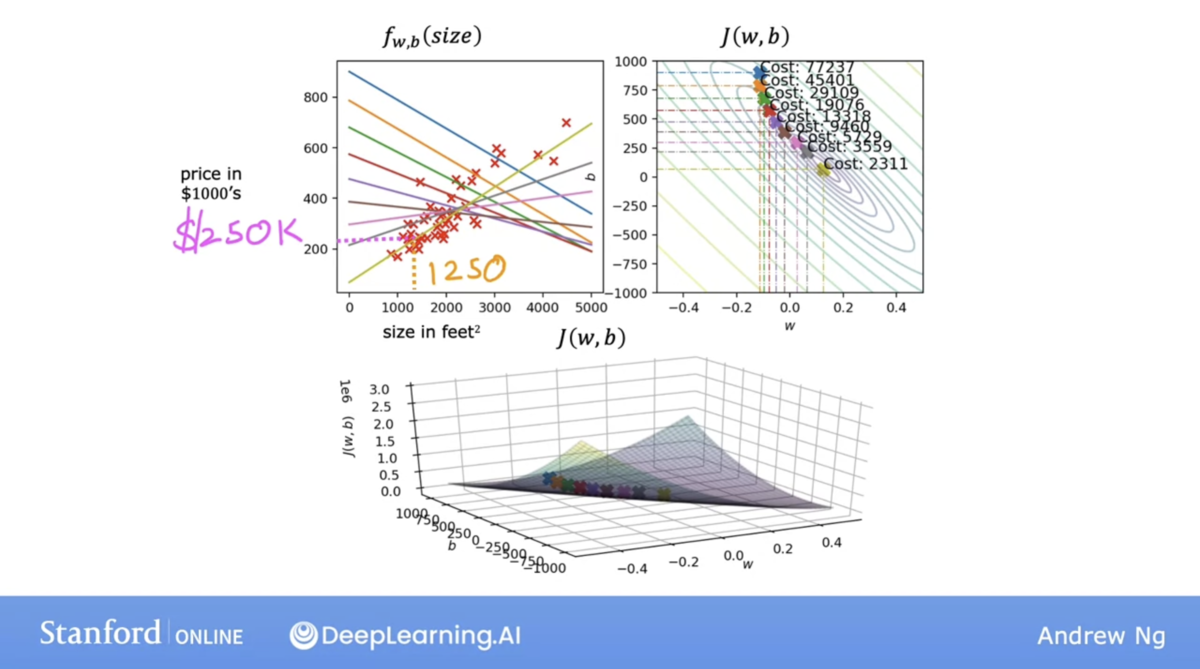 f_{w,b}(size)
J(w,b)
800
600
400
200
price in
$1000's
$250K
1250
0 1000 2000 3000 4000 5000
size in feet²
1000
750
500
250
0
−250
−500
−750
−1000
b
Cost: 77237
Cost: 45401
Cost: 29109
Cost: 19076
Cost: 13318
Cost: 9460
Cost: 5729
Cost: 3559
Cost: 2311
−0.4 −0.2 0.0 0.2 0.4
w
J(w,b)
1e6
J(w,b)
3.0
2.5
2.0
1.5
1.0
0.5
0.0
1000
750
500
250
0
−250
−500
−750
−1000
b
−0.4 −0.2 0.0 0.2 0.4
w
Stanford ONLINE DeepLearning.AI Andrew Ng